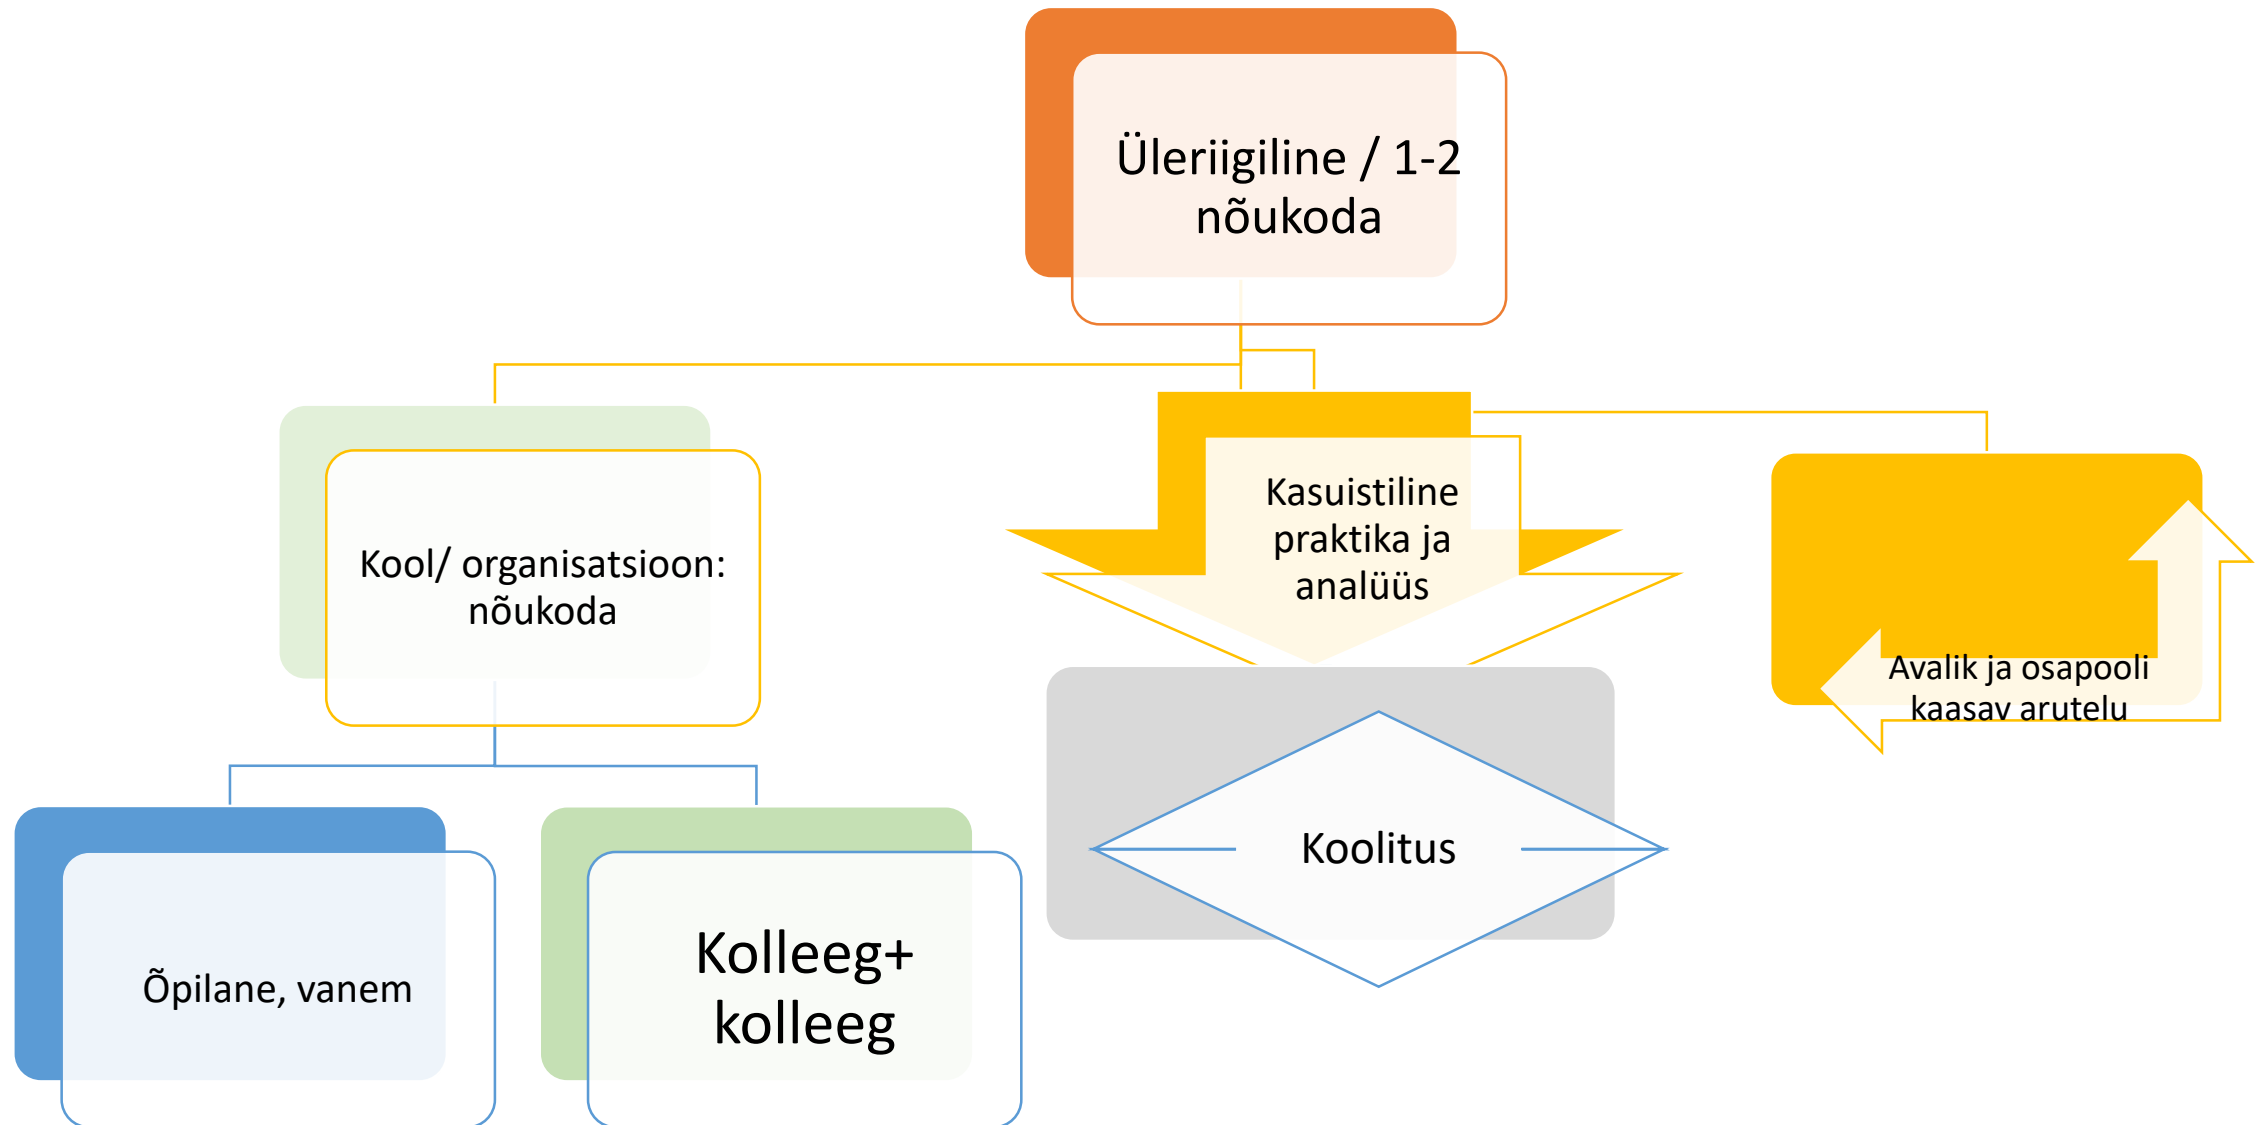 Üleriigiline / 1-2
nõukoda
Kool/ organisatsioon:
nõukoda
Kasuistiline
praktika ja
analüüs
Avalik ja osapooli
kaasav arutelu
Õpilane, vanem
Kolleeg+
kolleeg
Koolitus